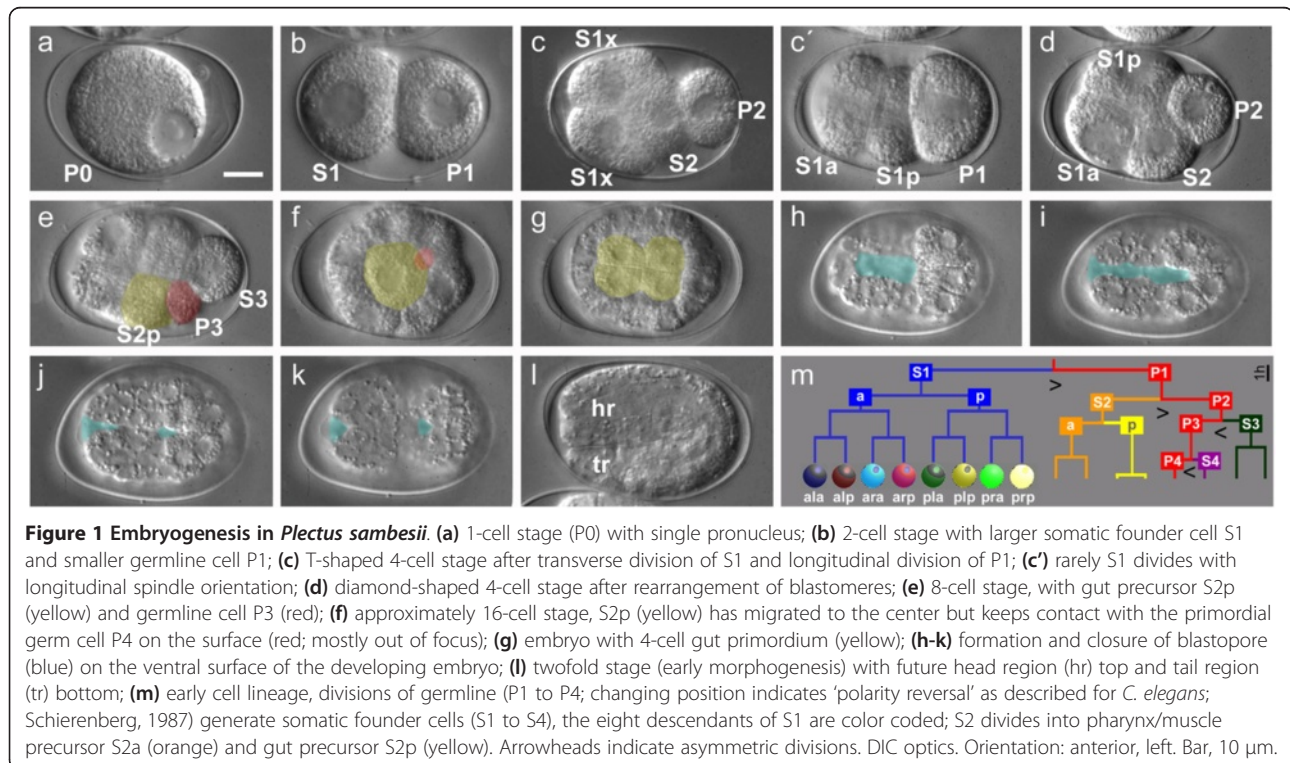 a
P0
b
S1 P1
c
S1x
P2
S2
S1x
c′
S1a S1p P1
d
S1p
P2
S1a S2
e
S3
P3
S2p
f
g
h
i
j
k
l
hr
tr
m
S1 P1
1h
>
a p S2 P2
>
a p P3 S3
<
P4 S4
<
ala alp ara arp pla plp pra prp
Figure 1 Embryogenesis in Plectus sambesii. (a) 1-cell stage (P0) with single pronucleus; (b) 2-cell stage with larger somatic founder cell S1
and smaller germline cell P1; (c) T-shaped 4-cell stage after transverse division of S1 and longitudinal division of P1; (c’) rarely S1 divides with
longitudinal spindle orientation; (d) diamond-shaped 4-cell stage after rearrangement of blastomeres; (e) 8-cell stage, with gut precursor S2p
(yellow) and germline cell P3 (red); (f) approximately 16-cell stage, S2p (yellow) has migrated to the center but keeps contact with the primordial
germ cell P4 on the surface (red; mostly out of focus); (g) embryo with 4-cell gut primordium (yellow); (h-k) formation and closure of blastopore
(blue) on the ventral surface of the developing embryo; (l) twofold stage (early morphogenesis) with future head region (hr) top and tail region
(tr) bottom; (m) early cell lineage, divisions of germline (P1 to P4; changing position indicates ‘polarity reversal’ as described for C. elegans;
Schierenberg, 1987) generate somatic founder cells (S1 to S4), the eight descendants of S1 are color coded; S2 divides into pharynx/muscle
precursor S2a (orange) and gut precursor S2p (yellow). Arrowheads indicate asymmetric divisions. DIC optics. Orientation: anterior, left. Bar, 10 μm.